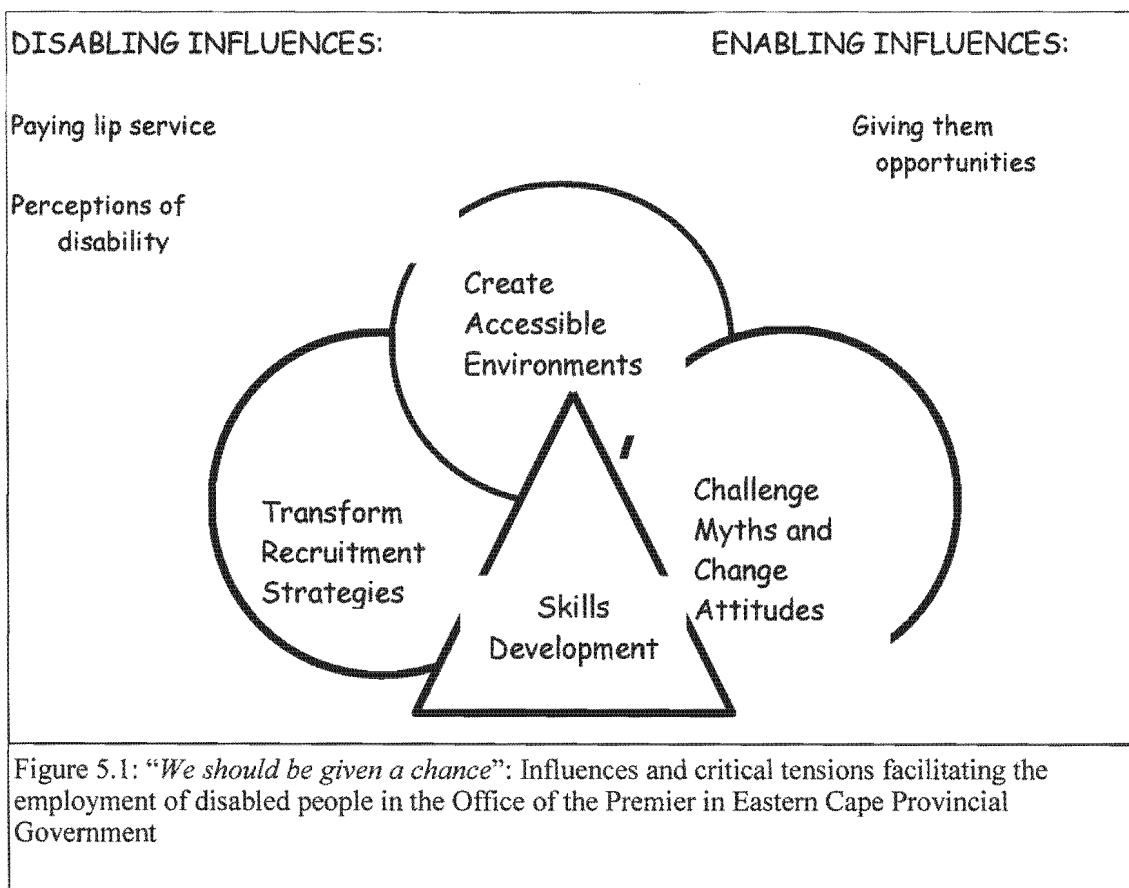 DISABLING INFLUENCES:
ENABLING INFLUENCES:
Paying lip service
Giving them
opportunities
Perceptions of
disability
Create
Accessible
Environments
Transform
Recruitment
Strategies
Challenge
Myths and
Change
Attitudes
Skills
Development
Figure 5.1: “We should be given a chance”: Influences and critical tensions facilitating the
employment of disabled people in the Office of the Premier in Eastern Cape Provincial
Government